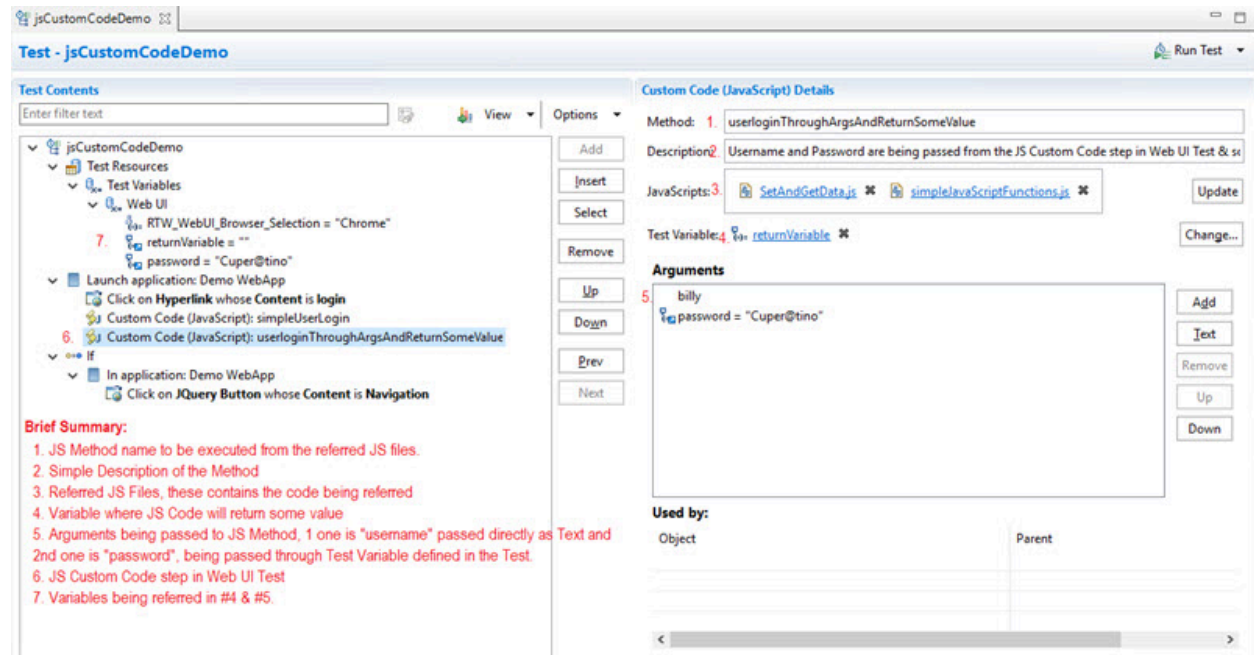 jsCustomCodeDemo
Test - jsCustomCodeDemo
Run Test
Test Contents
Enter filter text
View
Options
jsCustomCodeDemo
Test Resources
Test Variables
Web UI
RTW_WebUI_Browser_Selection = "Chrome"
7. returnVariable = ""
password = "Cuper@tino"
Launch application: Demo WebApp
Click on Hyperlink whose Content is login
Custom Code (JavaScript): simpleUserLogin
6. Custom Code (JavaScript): userloginThroughArgsAndReturnSomeValue
If
In application: Demo WebApp
Click on JQuery Button whose Content is Navigation
Add
Insert
Select
Remove
Up
Down
Prev
Next
Brief Summary:
1. JS Method name to be executed from the referred JS files.
2. Simple Description of the Method
3. Referred JS Files, these contains the code being referred
4. Variable where JS Code will return some value
5. Arguments being passed to JS Method, 1 one is "username" passed directly as Text and
2nd one is "password", being passed through Test Variable defined in the Test.
6. JS Custom Code step in Web UI Test
7. Variables being referred in #4 & #5.
Custom Code (JavaScript) Details
Method: 1. userloginThroughArgsAndReturnSomeValue
Description: 2. Username and Password are being passed from the JS Custom Code step in Web UI Test & se
JavaScripts: 3. SetAndGetData.js simpleJavaScriptFunctions.js Update
Test Variable: 4. returnVariable Change...
Arguments
5. billy
password = "Cuper@tino"
Add
Text
Remove
Up
Down
Used by:
Object Parent